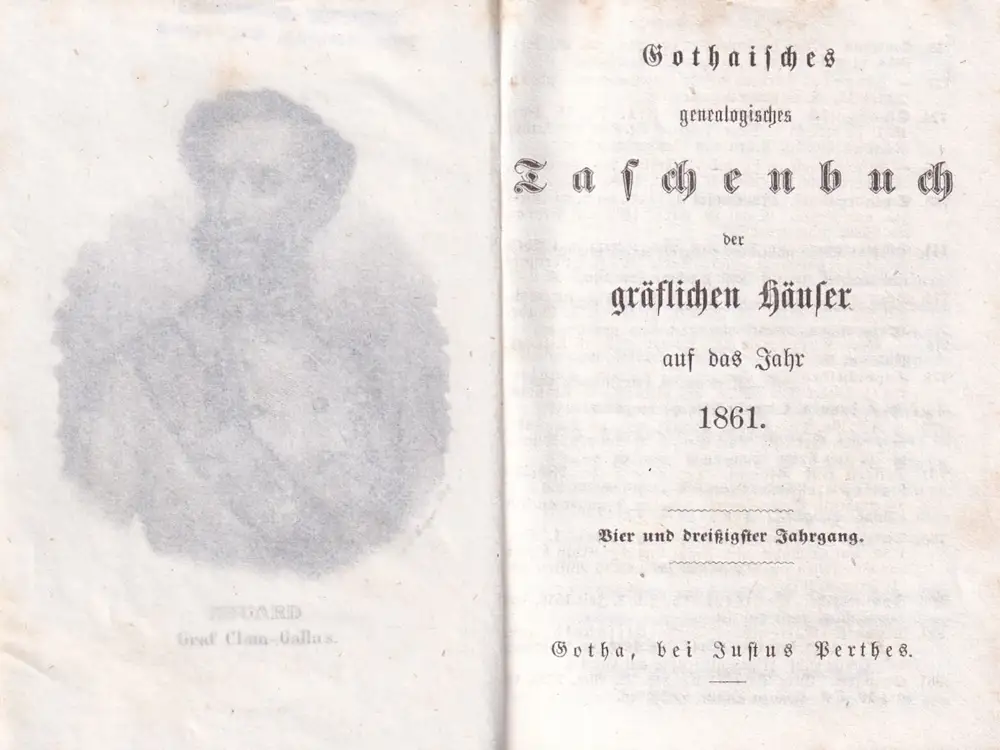 Graf Clam-Gallas.
Gothaisches
genealogisches
Taschenbuch
der
gräflichen Häuser
auf das Jahr
1861.
Vier und dreißigster Jahrgang.
Gotha, bei Justus Perthes.